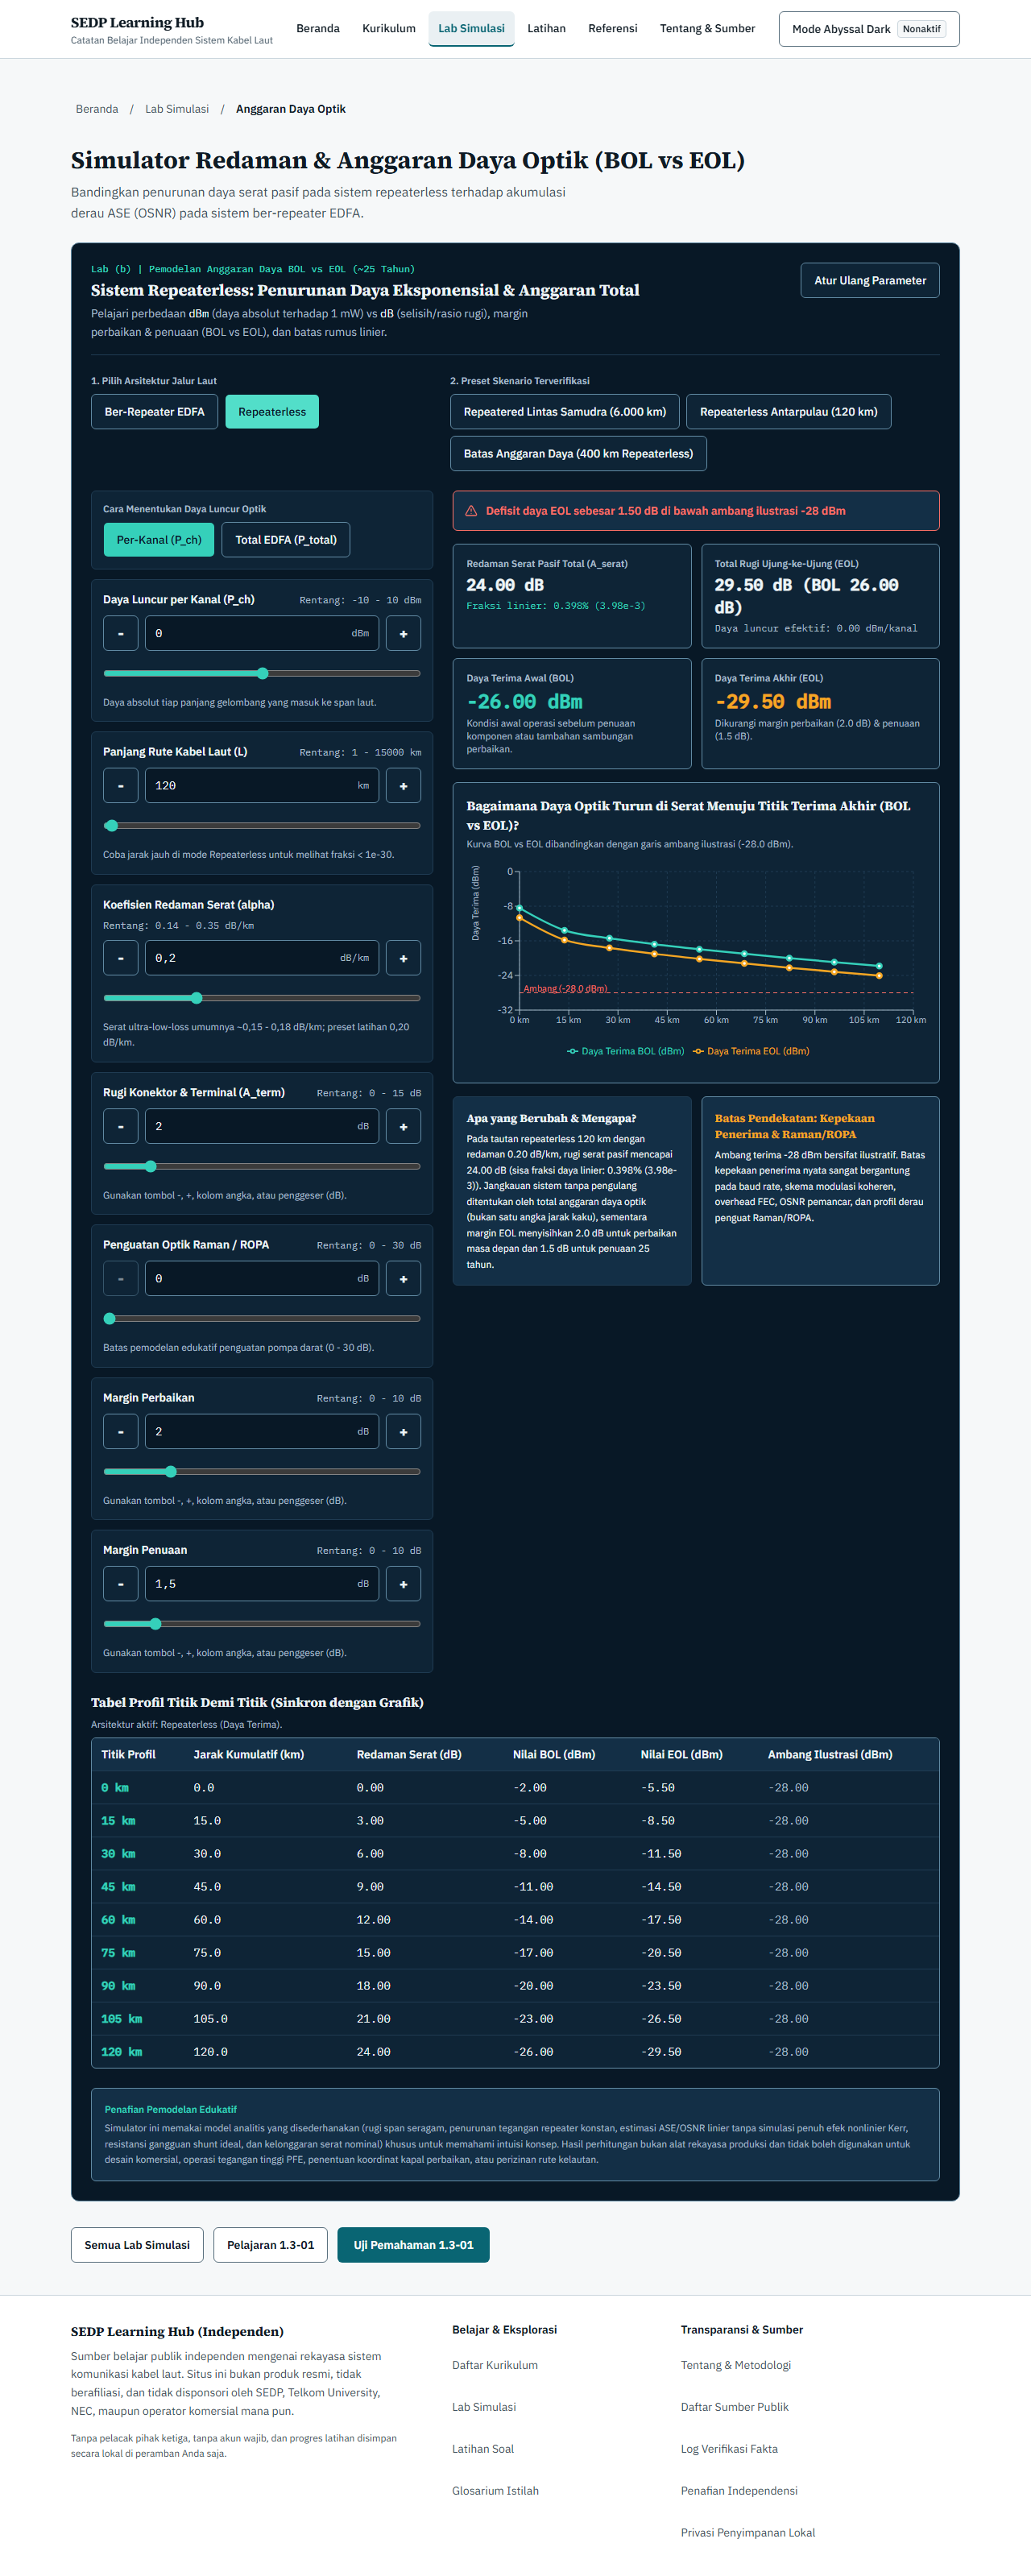 SEDP Learning Hub
Catatan Belajar Independen Sistem Kabel Laut
Beranda
Kurikulum
Lab Simulasi
Latihan
Referensi
Tentang & Sumber
Mode Abyssal Dark Nonaktif
Beranda / Lab Simulasi / Anggaran Daya Optik
Simulator Redaman & Anggaran Daya Optik (BOL vs EOL)
Bandingkan penurunan daya serat pasif pada sistem repeaterless terhadap akumulasi
derau ASE (OSNR) pada sistem ber-repeater EDFA.
Lab (b) | Pemodelan Anggaran Daya BOL vs EOL (~25 Tahun)
Sistem Repeaterless: Penurunan Daya Eksponensial & Anggaran Total
Pelajari perbedaan dBm (daya absolut terhadap 1 mW) vs dB (selisih/rasio rugi), margin
perbaikan & penuaan (BOL vs EOL), dan batas rumus linier.
Atur Ulang Parameter
1. Pilih Arsitektur Jalur Laut
Ber-Repeater EDFA
Repeaterless
2. Preset Skenario Terverifikasi
Repeatered Lintas Samudra (6.000 km)
Repeaterless Antarpulau (120 km)
Batas Anggaran Daya (400 km Repeaterless)
Cara Menentukan Daya Luncur Optik
Per-Kanal (P_ch)
Total EDFA (P_total)
Daya Luncur per Kanal (P_ch)
Rentang: -10 - 10 dBm
-
0
dBm
+
Daya absolut tiap panjang gelombang yang masuk ke span laut.
Panjang Rute Kabel Laut (L)
Rentang: 1 - 15000 km
-
120
km
+
Coba jarak jauh di mode Repeaterless untuk melihat fraksi < 1e-30.
Koefisien Redaman Serat (alpha)
Rentang: 0.14 - 0.35 dB/km
-
0,2
dB/km
+
Serat ultra-low-loss umumnya ~0,15 - 0,18 dB/km; preset latihan 0,20
dB/km.
Rugi Konektor & Terminal (A_term)
Rentang: 0 - 15 dB
-
2
dB
+
Gunakan tombol -, +, kolom angka, atau penggeser (dB).
Penguatan Optik Raman / ROPA
Rentang: 0 - 30 dB
-
0
dB
+
Batas pemodelan edukatif penguatan pompa darat (0 - 30 dB).
Margin Perbaikan
Rentang: 0 - 10 dB
-
2
dB
+
Gunakan tombol -, +, kolom angka, atau penggeser (dB).
Margin Penuaan
Rentang: 0 - 10 dB
-
1,5
dB
+
Gunakan tombol -, +, kolom angka, atau penggeser (dB).
Defisit daya EOL sebesar 1.50 dB di bawah ambang ilustrasi -28 dBm
Redaman Serat Pasif Total (A_serat)
24.00 dB
Fraksi linier: 0.398% (3.98e-3)
Total Rugi Ujung-ke-Ujung (EOL)
29.50 dB (BOL 26.00
dB)
Daya luncur efektif: 0.00 dBm/kanal
Daya Terima Awal (BOL)
-26.00 dBm
Kondisi awal operasi sebelum penuaan
komponen atau tambahan sambungan
perbaikan.
Daya Terima Akhir (EOL)
-29.50 dBm
Dikurangi margin perbaikan (2.0 dB) & penuaan
(1.5 dB).
Bagaimana Daya Optik Turun di Serat Menuju Titik Terima Akhir (BOL
vs EOL)?
Kurva BOL vs EOL dibandingkan dengan garis ambang ilustrasi (-28.0 dBm).
Daya Terima (dBm)
0
-8
-16
-24
-32
Ambang (-28.0 dBm)
0 km 15 km 30 km 45 km 60 km 75 km 90 km 105 km 120 km
Daya Terima BOL (dBm) Daya Terima EOL (dBm)
Apa yang Berubah & Mengapa?
Pada tautan repeaterless 120 km dengan
redaman 0.20 dB/km, rugi serat pasif mencapai
24.00 dB (sisa fraksi daya linier: 0.398% (3.98e-
3)). Jangkauan sistem tanpa pengulang
ditentukan oleh total anggaran daya optik
(bukan satu angka jarak kaku), sementara
margin EOL menyisihkan 2.0 dB untuk perbaikan
masa depan dan 1.5 dB untuk penuaan 25
tahun.
Batas Pendekatan: Kepekaan
Penerima & Raman/ROPA
Ambang terima -28 dBm bersifat ilustratif. Batas
kepekaan penerima nyata sangat bergantung
pada baud rate, skema modulasi koheren,
overhead FEC, OSNR pemancar, dan profil derau
penguat Raman/ROPA.
Tabel Profil Titik Demi Titik (Sinkron dengan Grafik)
Arsitektur aktif: Repeaterless (Daya Terima).
Titik Profil Jarak Kumulatif (km) Redaman Serat (dB) Nilai BOL (dBm) Nilai EOL (dBm) Ambang Ilustrasi (dBm)
0 km 0.0 0.00 -2.00 -5.50 -28.00
15 km 15.0 3.00 -5.00 -8.50 -28.00
30 km 30.0 6.00 -8.00 -11.50 -28.00
45 km 45.0 9.00 -11.00 -14.50 -28.00
60 km 60.0 12.00 -14.00 -17.50 -28.00
75 km 75.0 15.00 -17.00 -20.50 -28.00
90 km 90.0 18.00 -20.00 -23.50 -28.00
105 km 105.0 21.00 -23.00 -26.50 -28.00
120 km 120.0 24.00 -26.00 -29.50 -28.00
Penafian Pemodelan Edukatif
Simulator ini memakai model analitis yang disederhanakan (rugi span seragam, penurunan tegangan repeater konstan, estimasi ASE/OSNR linier tanpa simulasi penuh efek nonlinier Kerr,
resistansi gangguan shunt ideal, dan kelonggaran serat nominal) khusus untuk memahami intuisi konsep. Hasil perhitungan bukan alat rekayasa produksi dan tidak boleh digunakan untuk
desain komersial, operasi tegangan tinggi PFE, penentuan koordinat kapal perbaikan, atau perizinan rute kelautan.
Semua Lab Simulasi
Pelajaran 1.3-01
Uji Pemahaman 1.3-01
SEDP Learning Hub (Independen)
Sumber belajar publik independen mengenai rekayasa sistem
komunikasi kabel laut. Situs ini bukan produk resmi, tidak
berafiliasi, dan tidak disponsori oleh SEDP, Telkom University,
NEC, maupun operator komersial mana pun.
Tanpa pelacak pihak ketiga, tanpa akun wajib, dan progres latihan disimpan
secara lokal di peramban Anda saja.
Belajar & Eksplorasi
Daftar Kurikulum
Lab Simulasi
Latihan Soal
Glosarium Istilah
Transparansi & Sumber
Tentang & Metodologi
Daftar Sumber Publik
Log Verifikasi Fakta
Penafian Independensi
Privasi Penyimpanan Lokal